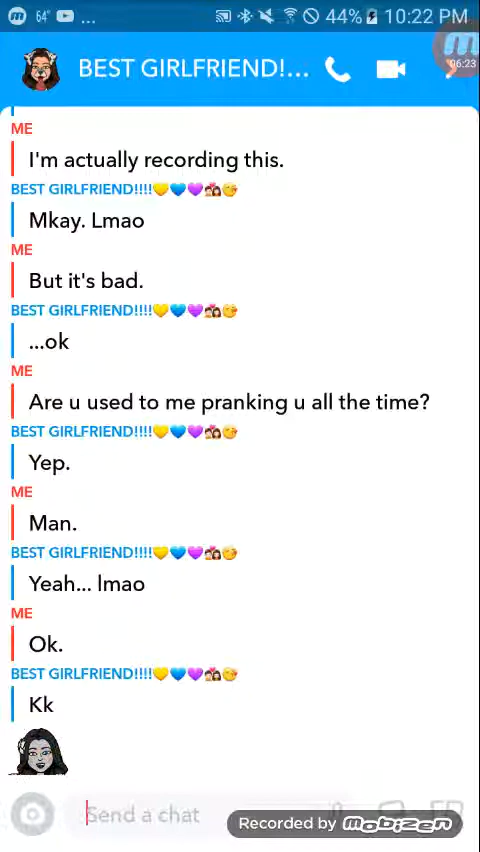 64° ... 44% 10:22 PM
BEST GIRLFRIEND!...
06:23
ME
I'm actually recording this.
BEST GIRLFRIEND!!!!💛💙💜💏😘
Mkay. Lmao
ME
But it's bad.
BEST GIRLFRIEND!!!!💛💙💜💏😘
...ok
ME
Are u used to me pranking u all the time?
BEST GIRLFRIEND!!!!💛💙💜💏😘
Yep.
ME
Man.
BEST GIRLFRIEND!!!!💛💙💜💏😘
Yeah... lmao
ME
Ok.
BEST GIRLFRIEND!!!!💛💙💜💏😘
Kk
Send a chat
Recorded by mobizen